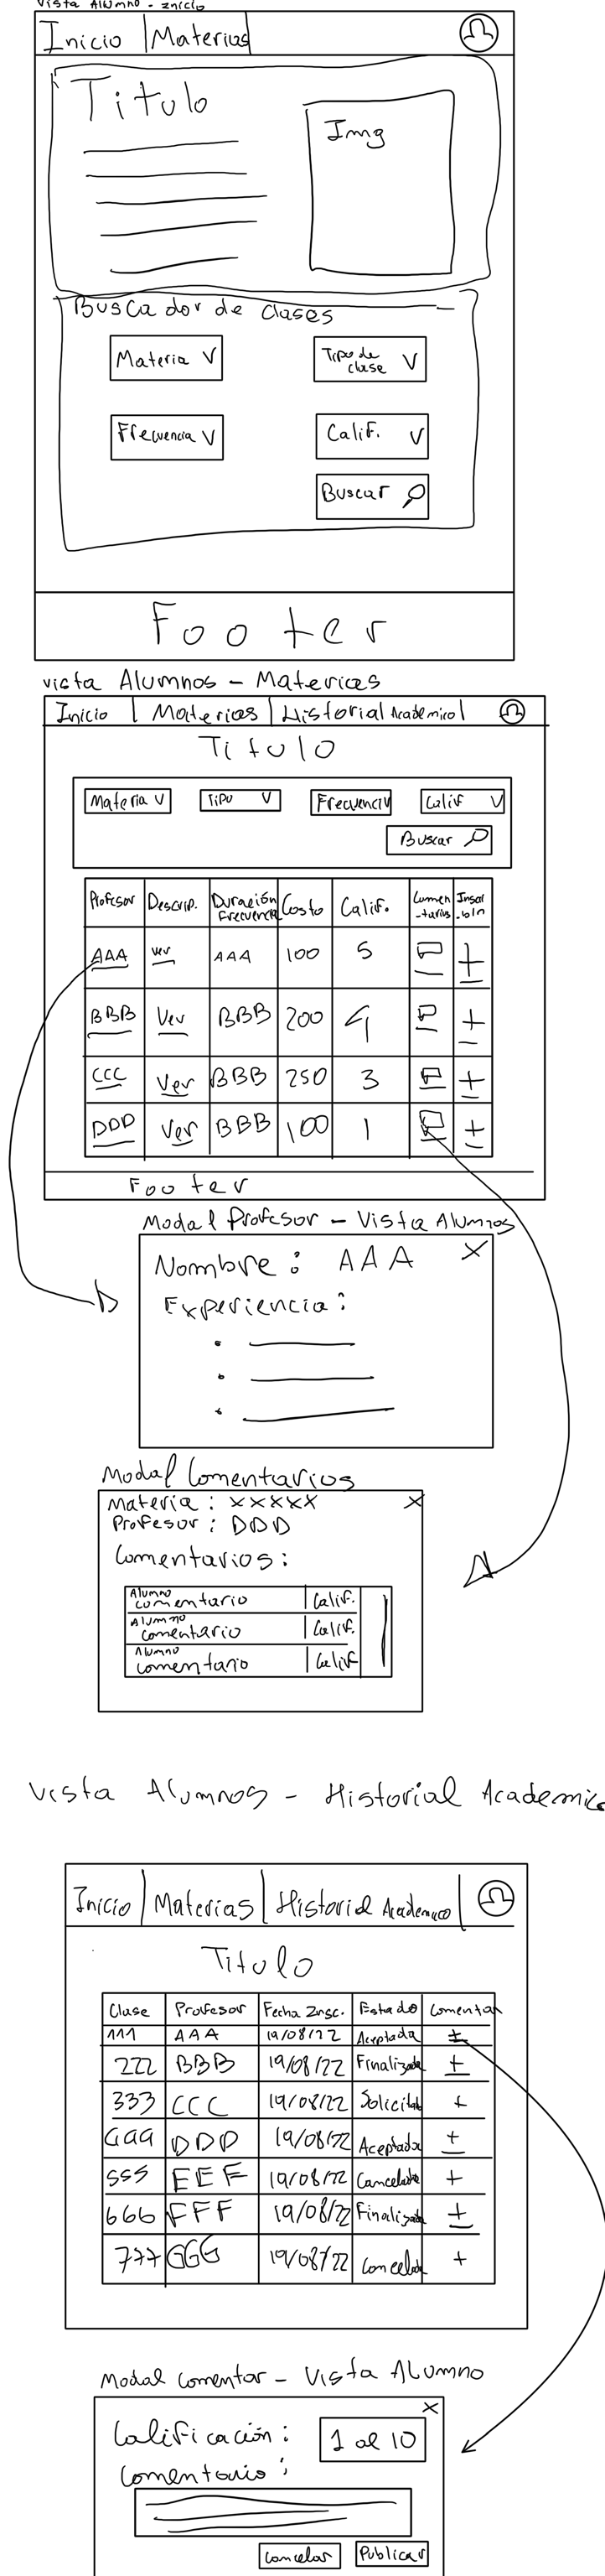 Vista Alumno - Inicio
Inicio Materias
Titulo
Img
Buscador de clases
Materia V
Tipo de clase V
Frecuencia V
Calif. V
Buscar
Footer
vista Alumnos - Materias
Inicio Materias Historial Academico
Titulo
Materia V Tipo V Frecuenci V Calif V
Buscar
Profesor Descrip. Duración Frecuencia Costo Calif. Comen-tarios Inscri-bin
AAA ver AAA 100 5 +
BBB Ver BBB 200 4 +
CCC Ver BBB 250 3 +
DDD Ver BBB 100 1 +
Footer
Modal Profesor - Vista Alumnos
Nombre: AAA X
Experiencia:
Modal Comentarios
Materia: XXXXX X
Profesor: DDD
Comentarios:
Alumno
comentario Calif.
Alumno
comentario Calif.
Alumno
comentario Calif
Vista Alumnos - Historial Academico
Inicio Materias Historial Academico
Titulo
Clase Profesor Fecha Insc. Estado Comentar
111 AAA 19/08/22 Aceptada +
222 BBB 19/08/22 Finalizada +
333 CCC 19/08/22 Solicitada +
444 DDD 19/08/22 Aceptada +
555 EEF 19/08/22 Cancelada +
666 FFF 19/08/22 Finalizada +
777 GGG 19/08/22 Cancelada +
Modal comentar - Vista Alumno
X
Calificación: 1 al 10
Comentario:
Cancelar Publicar